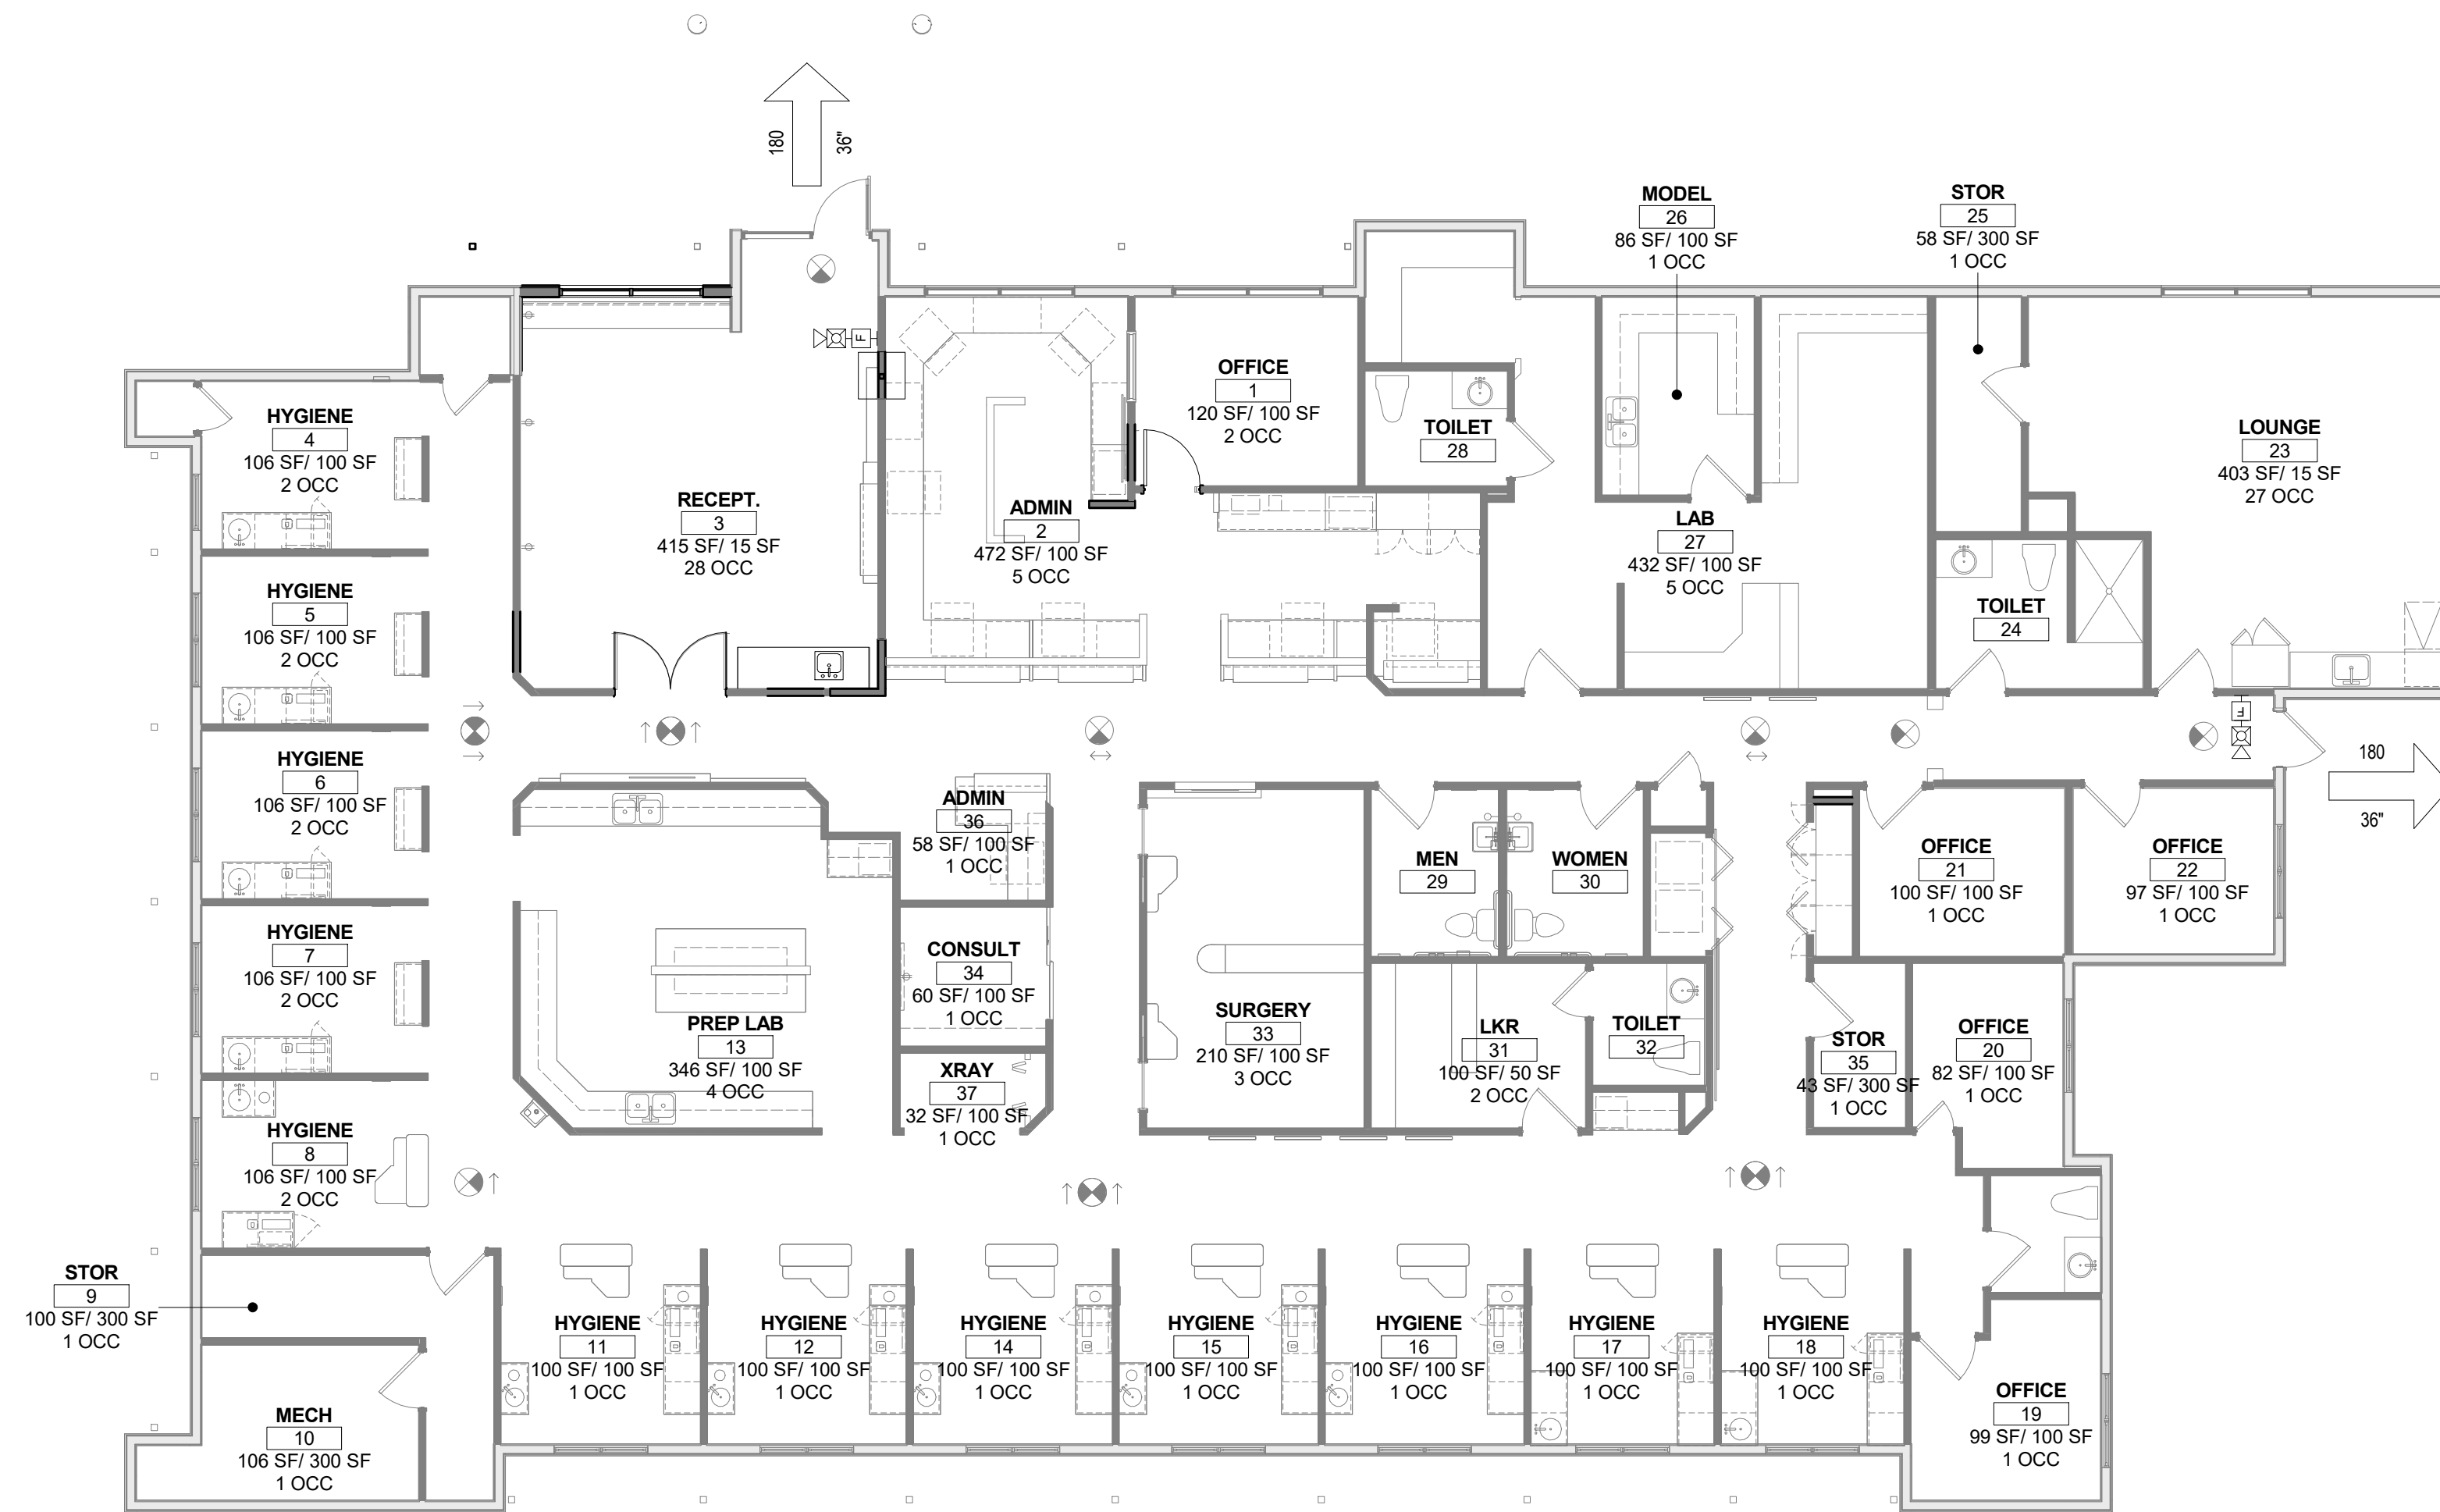 180
36"
MODEL
26
86 SF/ 100 SF
1 OCC
STOR
25
58 SF/ 300 SF
1 OCC
F
HYGIENE
4
106 SF/ 100 SF
2 OCC
RECEPT.
3
415 SF/ 15 SF
28 OCC
ADMIN
2
472 SF/ 100 SF
5 OCC
OFFICE
1
120 SF/ 100 SF
2 OCC
TOILET
28
LAB
27
432 SF/ 100 SF
5 OCC
LOUNGE
23
403 SF/ 15 SF
27 OCC
HYGIENE
5
106 SF/ 100 SF
2 OCC
TOILET
24
HYGIENE
6
106 SF/ 100 SF
2 OCC
F
180
36"
ADMIN
36
58 SF/ 100 SF
1 OCC
MEN
29
WOMEN
30
OFFICE
21
100 SF/ 100 SF
1 OCC
OFFICE
22
97 SF/ 100 SF
1 OCC
HYGIENE
7
106 SF/ 100 SF
2 OCC
CONSULT
34
60 SF/ 100 SF
1 OCC
PREP LAB
13
346 SF/ 100 SF
4 OCC
SURGERY
33
210 SF/ 100 SF
3 OCC
LKR
31
100 SF/ 50 SF
2 OCC
TOILET
32
STOR
35
43 SF/ 300 SF
1 OCC
OFFICE
20
82 SF/ 100 SF
1 OCC
XRAY
37
32 SF/ 100 SF
1 OCC
HYGIENE
8
106 SF/ 100 SF
2 OCC
STOR
9
100 SF/ 300 SF
1 OCC
HYGIENE
11
100 SF/ 100 SF
1 OCC
HYGIENE
12
100 SF/ 100 SF
1 OCC
HYGIENE
14
100 SF/ 100 SF
1 OCC
HYGIENE
15
100 SF/ 100 SF
1 OCC
HYGIENE
16
100 SF/ 100 SF
1 OCC
HYGIENE
17
100 SF/ 100 SF
1 OCC
HYGIENE
18
100 SF/ 100 SF
1 OCC
MECH
10
106 SF/ 300 SF
1 OCC
OFFICE
19
99 SF/ 100 SF
1 OCC